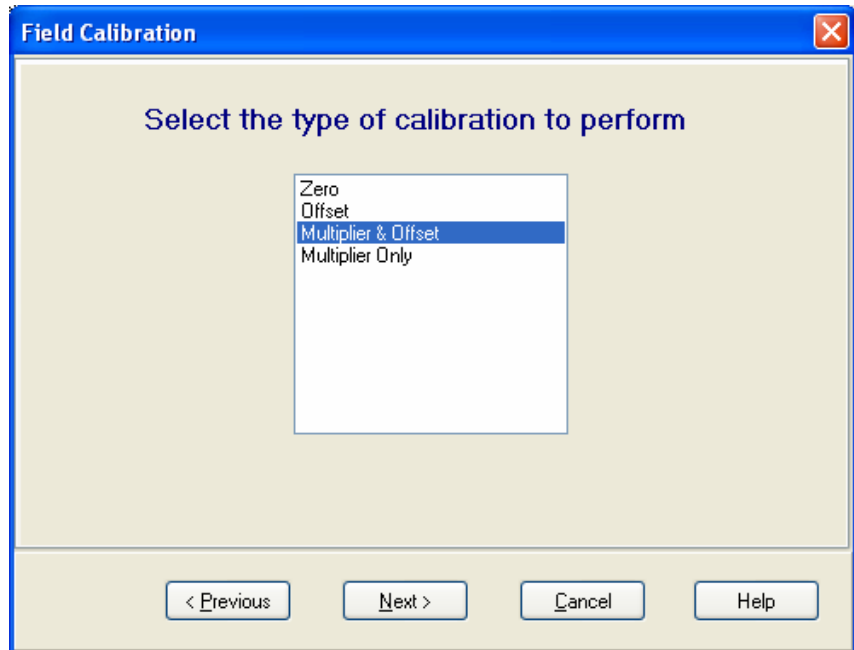 Field Calibration
Select the type of calibration to perform
Zero
Offset
Multiplier & Offset
Multiplier Only
< Previous
Next >
Cancel
Help